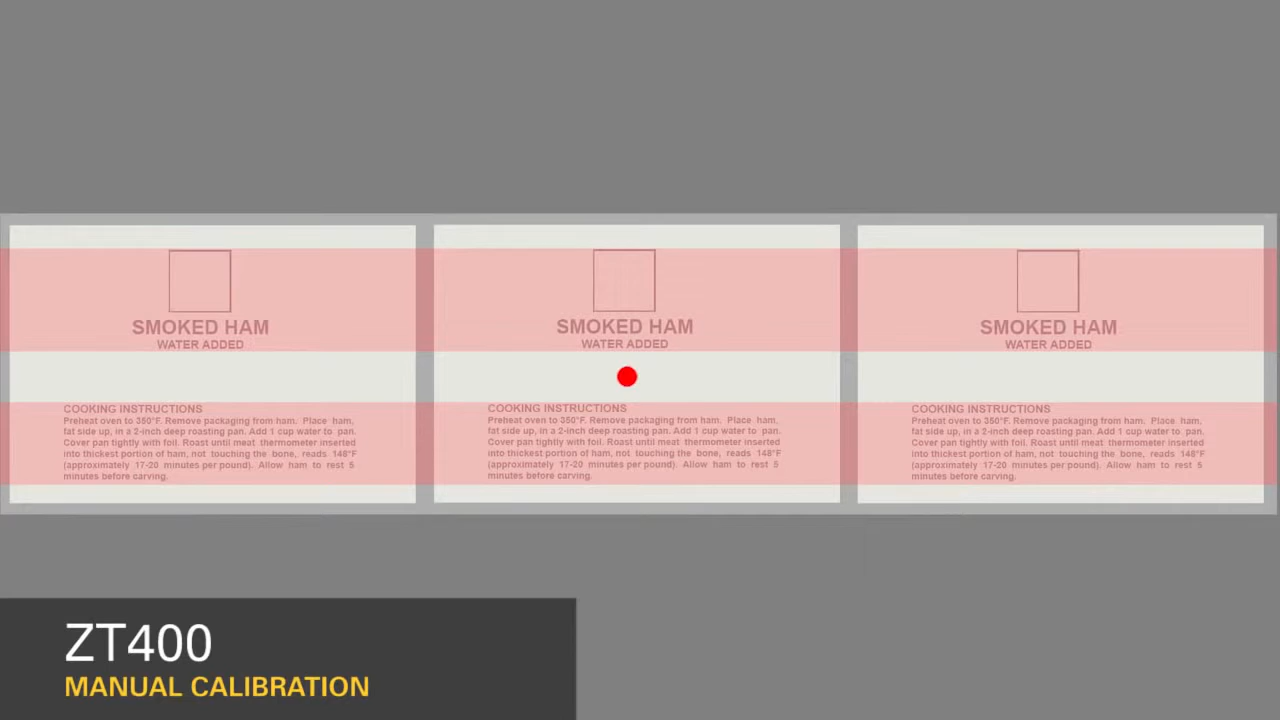 SMOKED HAM
WATER ADDED
COOKING INSTRUCTIONS
Preheat oven to 350°F. Remove packaging from ham. Place ham,
fat side up, in a 2-inch deep roasting pan. Add 1 cup water to pan.
Cover pan tightly with foil. Roast until meat thermometer inserted
into thickest portion of ham, not touching the bone, reads 148°F
(approximately 17-20 minutes per pound). Allow ham to rest 5
minutes before carving.
SMOKED HAM
WATER ADDED
COOKING INSTRUCTIONS
Preheat oven to 350°F. Remove packaging from ham. Place ham,
fat side up, in a 2-inch deep roasting pan. Add 1 cup water to pan.
Cover pan tightly with foil. Roast until meat thermometer inserted
into thickest portion of ham, not touching the bone, reads 148°F
(approximately 17-20 minutes per pound). Allow ham to rest 5
minutes before carving.
SMOKED HAM
WATER ADDED
COOKING INSTRUCTIONS
Preheat oven to 350°F. Remove packaging from ham. Place ham,
fat side up, in a 2-inch deep roasting pan. Add 1 cup water to pan.
Cover pan tightly with foil. Roast until meat thermometer inserted
into thickest portion of ham, not touching the bone, reads 148°F
(approximately 17-20 minutes per pound). Allow ham to rest 5
minutes before carving.
ZT400
MANUAL CALIBRATION